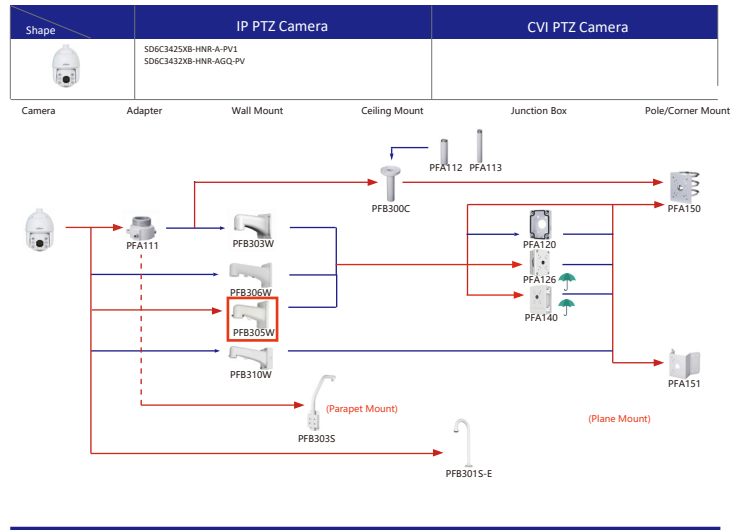 Shape
IP PTZ Camera
CVI PTZ Camera
SD6C3425XB-HNR-A-PV1
SD6C3432XB-HNR-AGQ-PV
Camera
Adapter
Wall Mount
Ceiling Mount
Junction Box
Pole/Corner Mount
PFA112
PFA113
PFB300C
PFA150
PFA111
PFB303W
PFA120
PFB306W
PFA126
PFB305W
PFA140
PFB310W
PFA151
(Parapet Mount)
(Plane Mount)
PFB303S
PFB301S-E